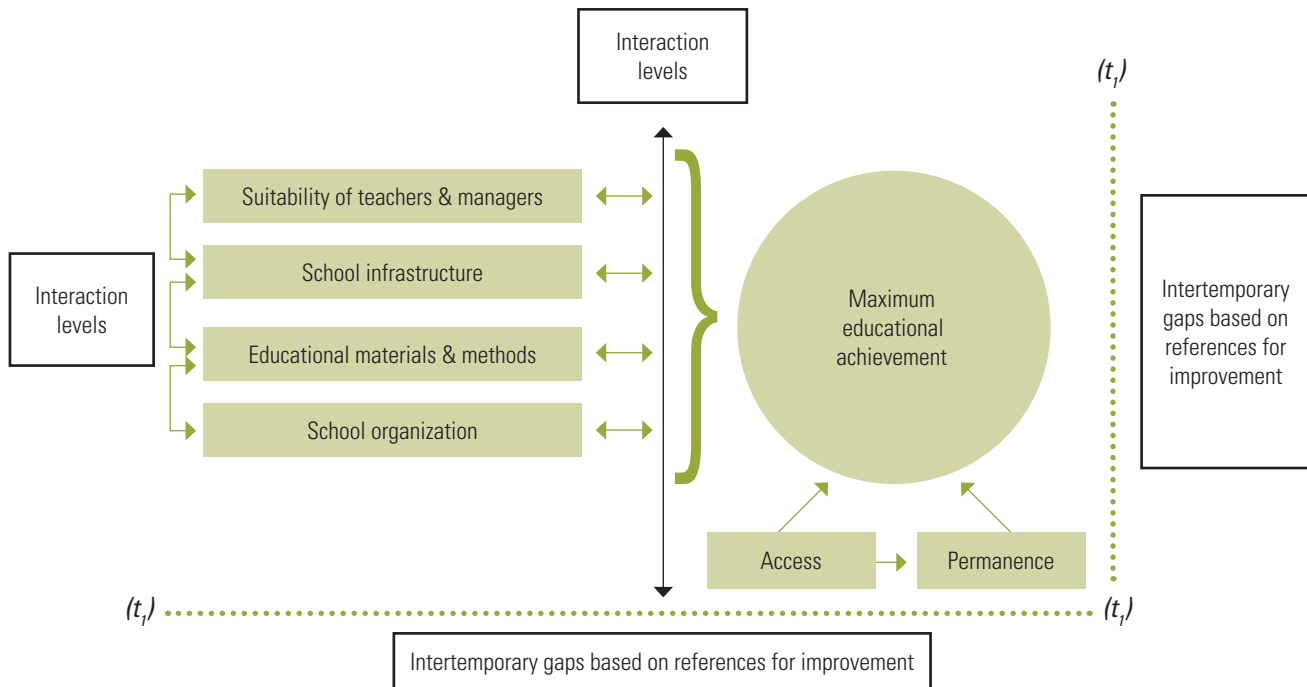 Interaction
levels
(t₁)
Suitability of teachers & managers
School infrastructure
Interaction
levels
Educational materials & methods
School organization
Maximum
educational
achievement
Intertemporary
gaps based on
references for
improvement
Access
Permanence
(t₁)
(t₁)
Intertemporary gaps based on references for improvement